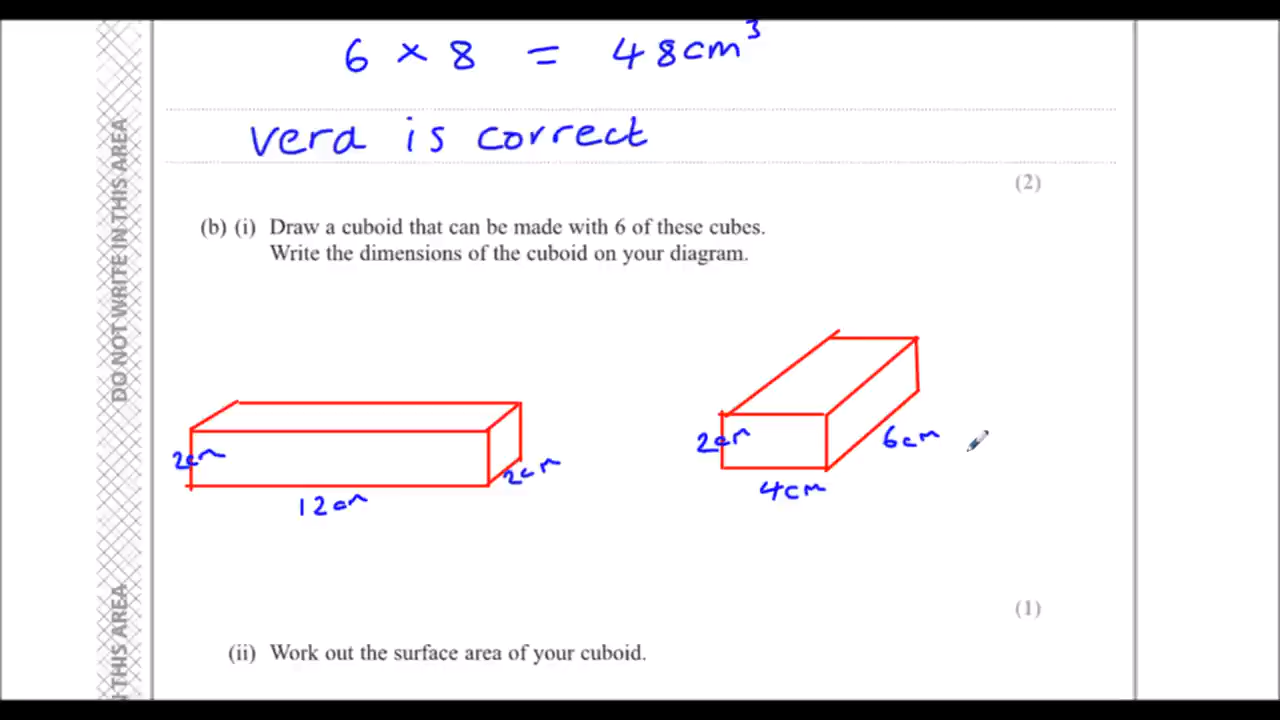 6 × 8 = 48cm³
vera is correct
(2)
(b) (i) Draw a cuboid that can be made with 6 of these cubes.
Write the dimensions of the cuboid on your diagram.
2cm
12cm
2cm
2cm
4cm
6cm
(1)
(ii) Work out the surface area of your cuboid.
DO NOT WRITE IN THIS AREA
THIS AREA